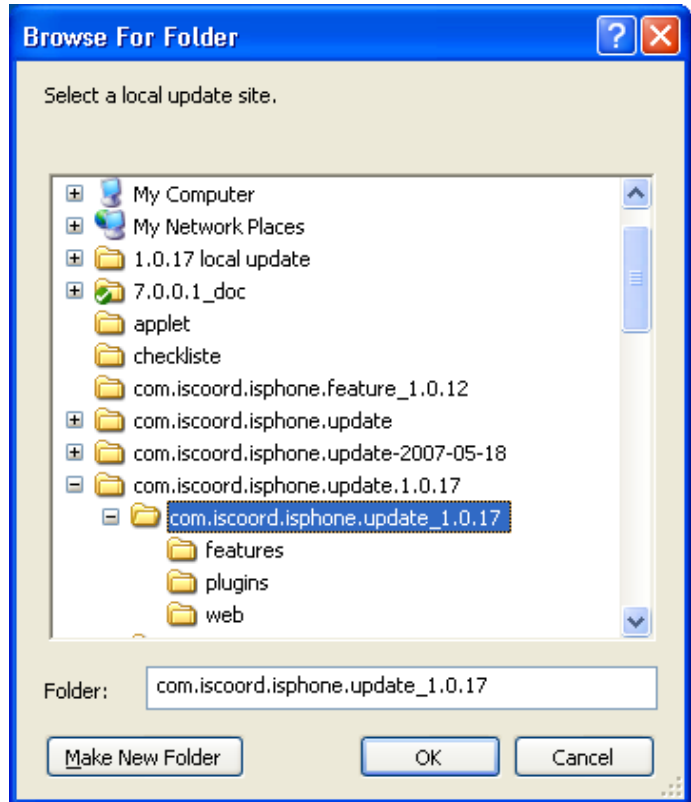 Browse For Folder
Select a local update site.
My Computer
My Network Places
1.0.17 local update
7.0.0.1_doc
applet
checkliste
com.iscoord.isphone.feature_1.0.12
com.iscoord.isphone.update
com.iscoord.isphone.update-2007-05-18
com.iscoord.isphone.update.1.0.17
com.iscoord.isphone.update_1.0.17
features
plugins
web
Folder: com.iscoord.isphone.update_1.0.17
Make New Folder OK Cancel